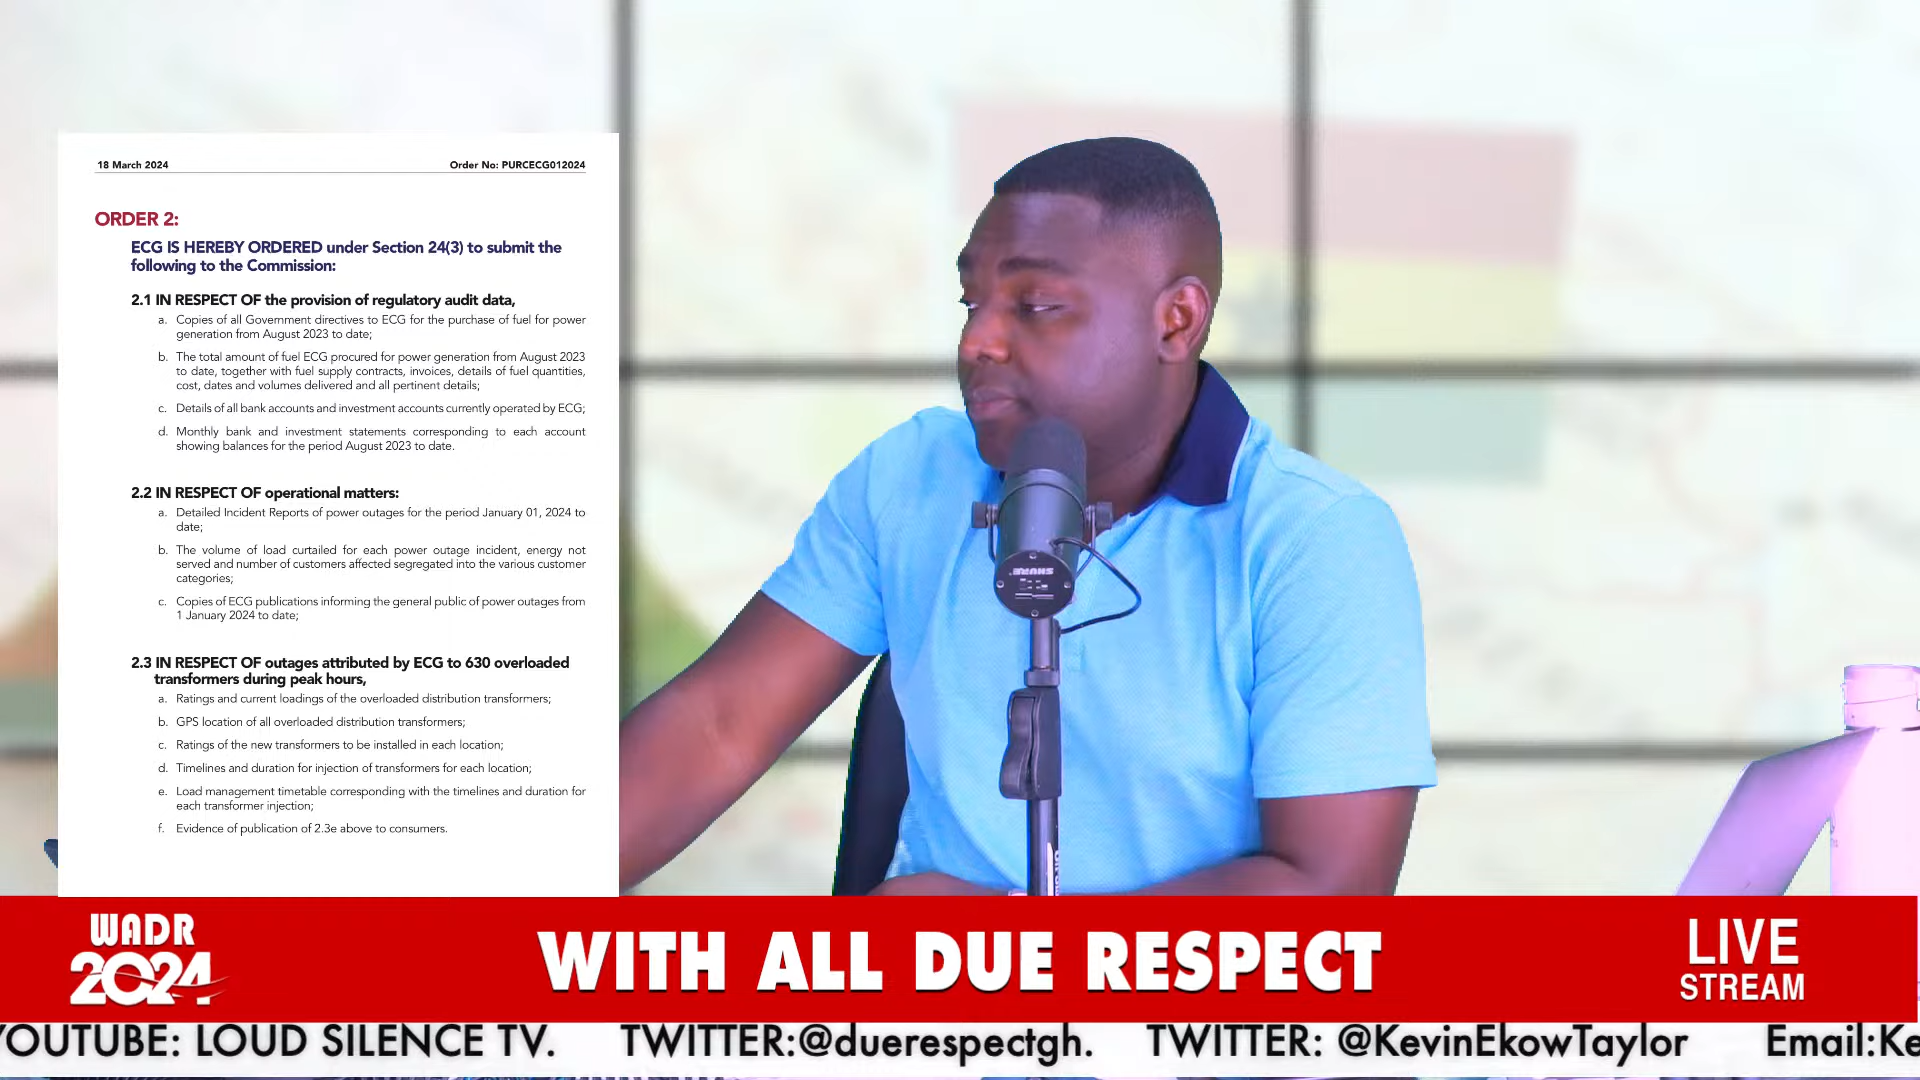 18 March 2024 Order No: PURCECG012024
ORDER 2:
ECG IS HEREBY ORDERED under Section 24(3) to submit the
following to the Commission:
2.1 IN RESPECT OF the provision of regulatory audit data,
a. Copies of all Government directives to ECG for the purchase of fuel for power
generation from August 2023 to date;
b. The total amount of fuel ECG procured for power generation from August 2023
to date, together with fuel supply contracts, invoices, details of fuel quantities,
cost, dates and volumes delivered and all pertinent details;
c. Details of all bank accounts and investment accounts currently operated by ECG;
d. Monthly bank and investment statements corresponding to each account
showing balances for the period August 2023 to date.
2.2 IN RESPECT OF operational matters:
a. Detailed Incident Reports of power outages for the period January 01, 2024 to
date;
b. The volume of load curtailed for each power outage incident, energy not
served and number of customers affected segregated into the various customer
categories;
c. Copies of ECG publications informing the general public of power outages from
1 January 2024 to date;
2.3 IN RESPECT OF outages attributed by ECG to 630 overloaded
transformers during peak hours,
a. Ratings and current loadings of the overloaded distribution transformers;
b. GPS location of all overloaded distribution transformers;
c. Ratings of the new transformers to be installed in each location;
d. Timelines and duration for injection of transformers for each location;
e. Load management timetable corresponding with the timelines and duration for
each transformer injection;
f. Evidence of publication of 2.3e above to consumers.
SHURE
WADR
2024
WITH ALL DUE RESPECT
LIVE
STREAM
YOUTUBE: LOUD SILENCE TV. TWITTER:@duerespectgh. TWITTER: @KevinEkowTaylor Email:Ke